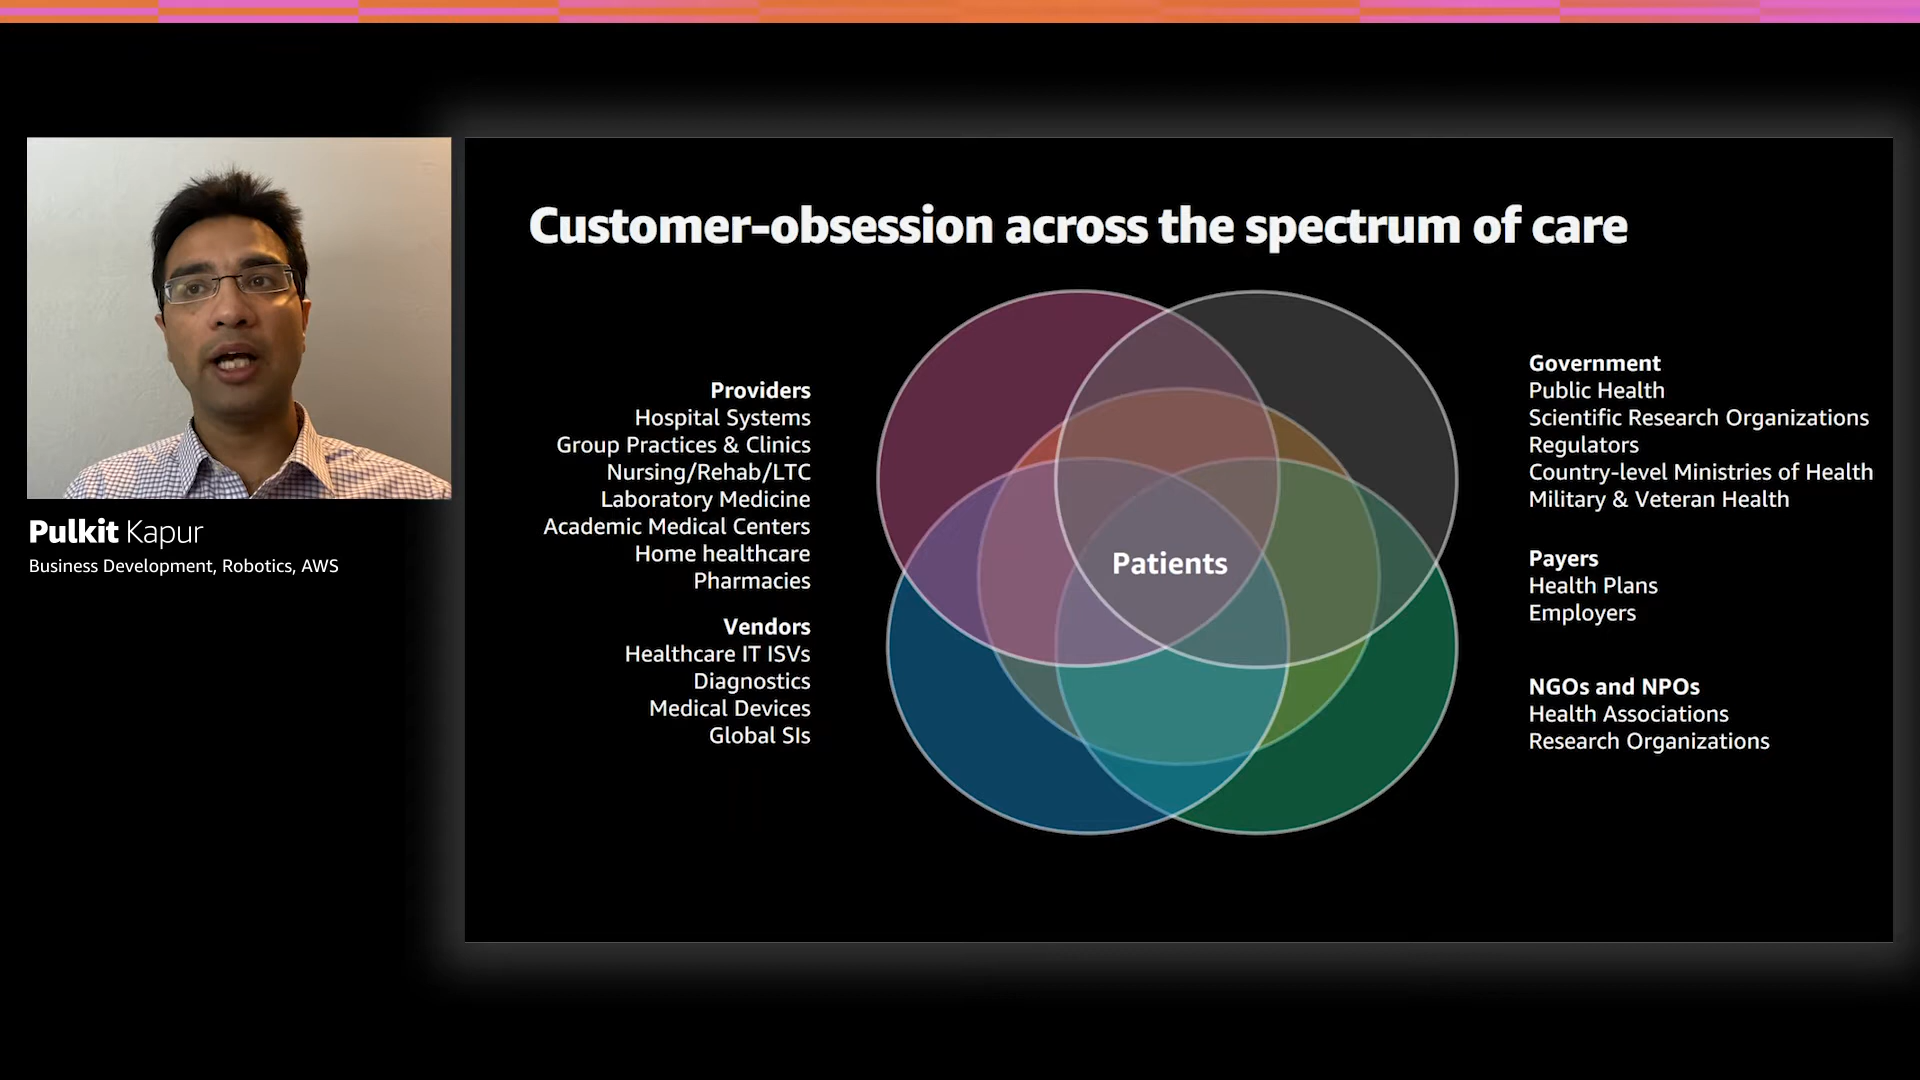 Customer-obsession across the spectrum of care
Providers
Hospital Systems
Group Practices & Clinics
Nursing/Rehab/LTC
Laboratory Medicine
Academic Medical Centers
Home healthcare
Pharmacies
Vendors
Healthcare IT ISVs
Diagnostics
Medical Devices
Global SIs
Patients
Government
Public Health
Scientific Research Organizations
Regulators
Country-level Ministries of Health
Military & Veteran Health
Payers
Health Plans
Employers
NGOs and NPOs
Health Associations
Research Organizations
Pulkit Kapur
Business Development, Robotics, AWS